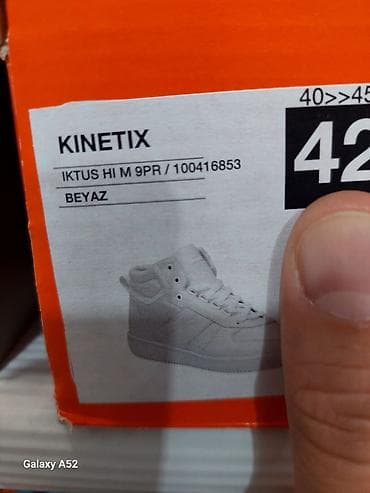 40>>45
KINETIX
42
IKTUS HI M 9PR / 100416853
BEYAZ
Galaxy A52